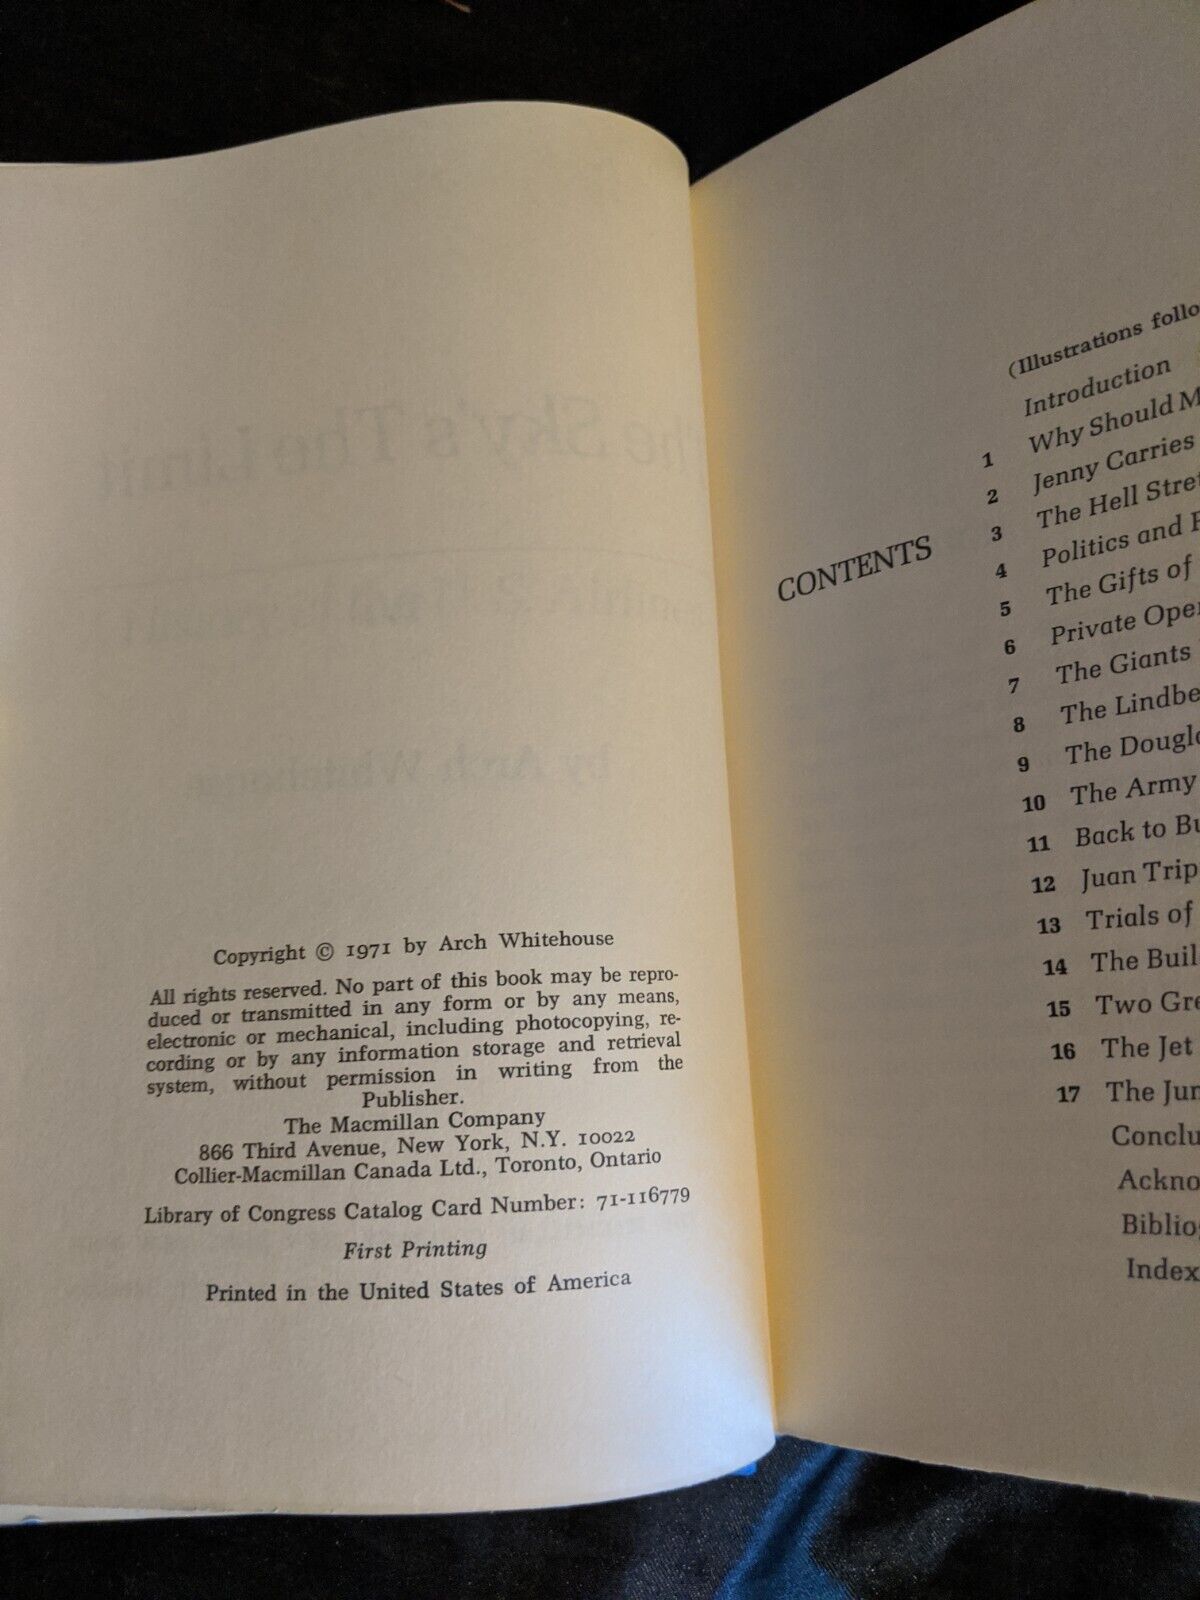 Copyright © 1971 by Arch Whitehouse
All rights reserved. No part of this book may be repro-
duced or transmitted in any form or by any means,
electronic or mechanical, including photocopying, re-
cording or by any information storage and retrieval
system, without permission in writing from the
Publisher.
The Macmillan Company
866 Third Avenue, New York, N.Y. 10022
Collier-Macmillan Canada Ltd., Toronto, Ontario
Library of Congress Catalog Card Number: 71-116779
First Printing
Printed in the United States of America
CONTENTS
(Illustrations follo
Introduction
1 Why Should M
2 Jenny Carries
3 The Hell Stret
4 Politics and
5 The Gifts of
6 Private Oper
7 The Giants
8 The Lindbe
9 The Dougla
10 The Army
11 Back to Bu
12 Juan Trip
13 Trials of
14 The Buil
15 Two Gre
16 The Jet
17 The Jum
Conclu
Ackno
Bibliog
Index